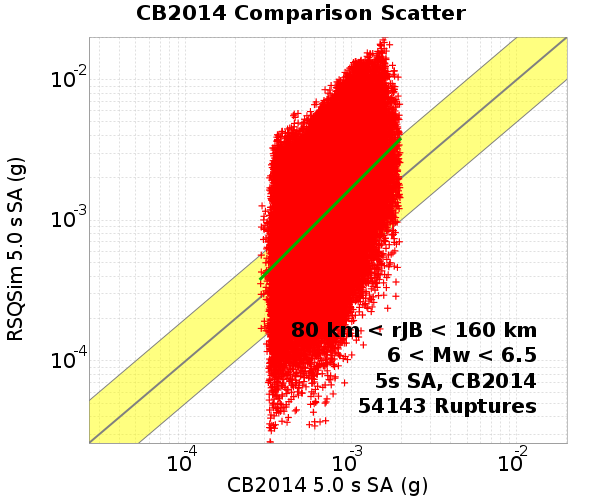 CB2014 Comparison Scatter
RSQSim 5.0 s SA (g)
10-2
10-3
10-4
80 km < rJB < 160 km
6 < Mw < 6.5
5s SA, CB2014
54143 Ruptures
10-4 10-3 10-2
CB2014 5.0 s SA (g)